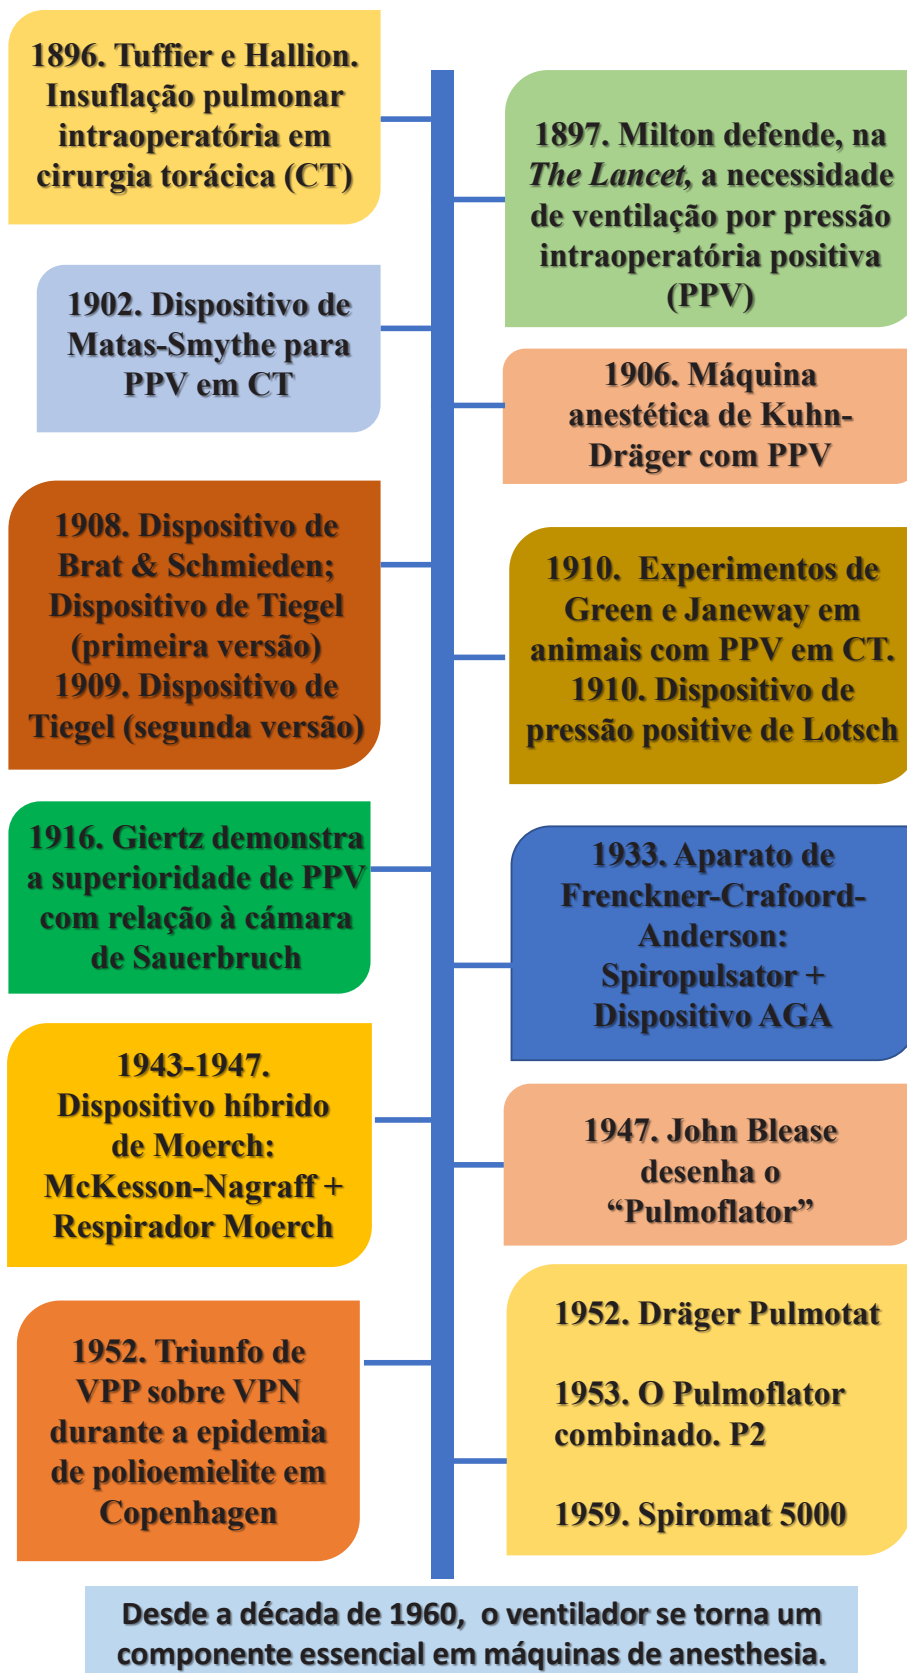 1896. Tuffier e Hallion.
Insuflação pulmonar
intraoperatória em
cirurgia torácica (CT)
1897. Milton defende, na
The Lancet, a necessidade
de ventilação por pressão
intraoperatória positiva
(PPV)
1902. Dispositivo de
Matas-Smythe para
PPV em CT
1906. Máquina
anestética de Kuhn-
Dräger com PPV
1908. Dispositivo de
Brat & Schmieden;
Dispositivo de Tiegel
(primeira versão)
1909. Dispositivo de
Tiegel (segunda versão)
1910. Experimentos de
Green e Janeway em
animais com PPV em CT.
1910. Dispositivo de
pressão positive de Lotsch
1916. Giertz demonstra
a superioridade de PPV
com relação à cámara
de Sauerbruch
1933. Aparato de
Frenckner-Crafoord-
Anderson:
Spiropulsator +
Dispositivo AGA
1943-1947.
Dispositivo híbrido
de Moerch:
McKesson-Nagraff +
Respirador Moerch
1947. John Blease
desenha o
“Pulmoflator”
1952. Triunfo de
VPP sobre VPN
durante a epidemia
de polioemielite em
Copenhagen
1952. Dräger Pulmotat
1953. O Pulmoflator
combinado. P2
1959. Spiromat 5000
Desde a década de 1960, o ventilador se torna um
componente essencial em máquinas de anesthesia.